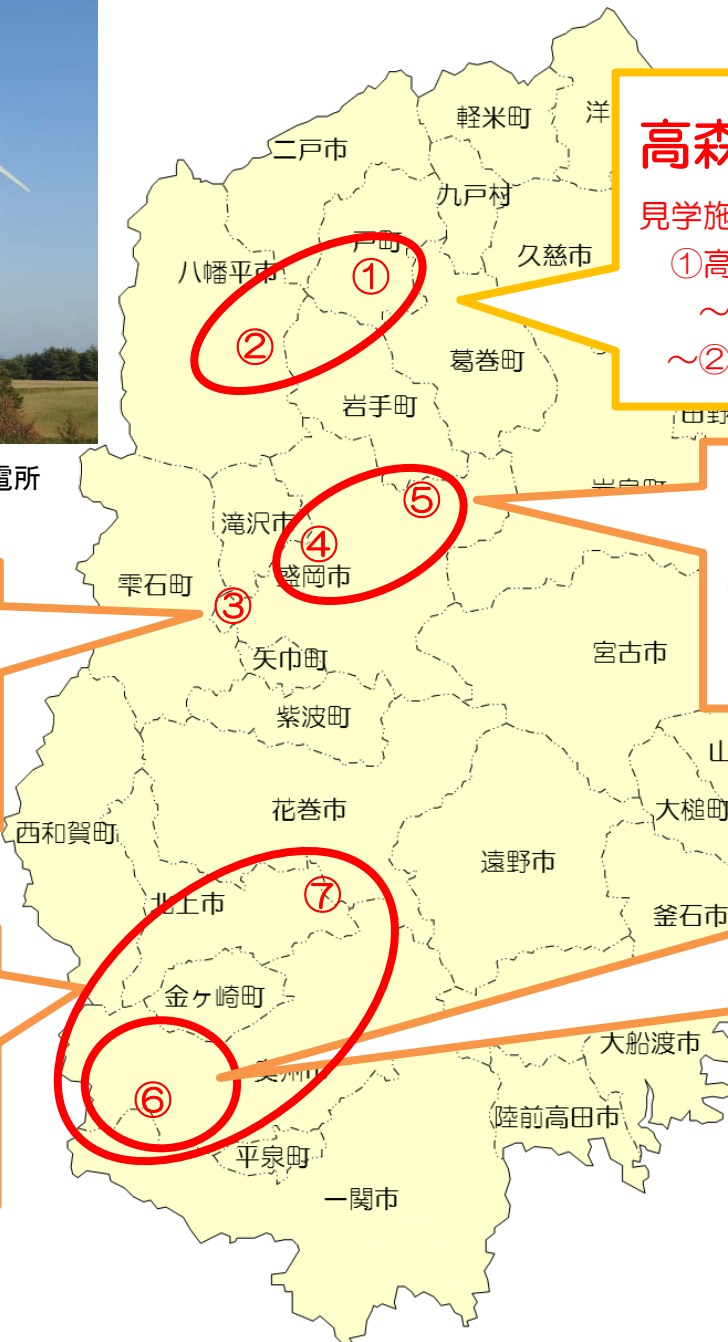 軽米町
洋
二戸市
高森
九戸村
見学施
戸町
久慈市
①高
八幡平市
①
～
②
葛巻町
～②
岩手町
田野
電所
岩泉町
⑤
滝沢市
④
雫石町
盛岡市
③
宮古市
矢巾町
紫波町
山
花巻市
大槌町
西和賀町
遠野市
⑦
北上市
釜石市
金ケ崎町
大船渡市
奥州市
⑥
陸前高田市
平泉町
一関市